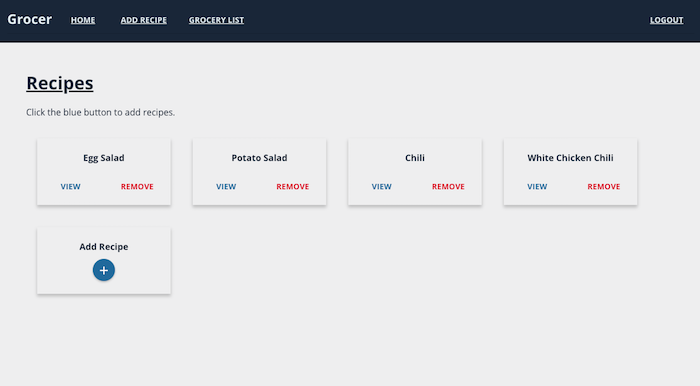 Grocer HOME ADD RECIPE GROCERY LIST LOGOUT
Recipes
Click the blue button to add recipes.
Egg Salad Potato Salad Chili White Chicken Chili
VIEW REMOVE VIEW REMOVE VIEW REMOVE VIEW REMOVE
Add Recipe
+